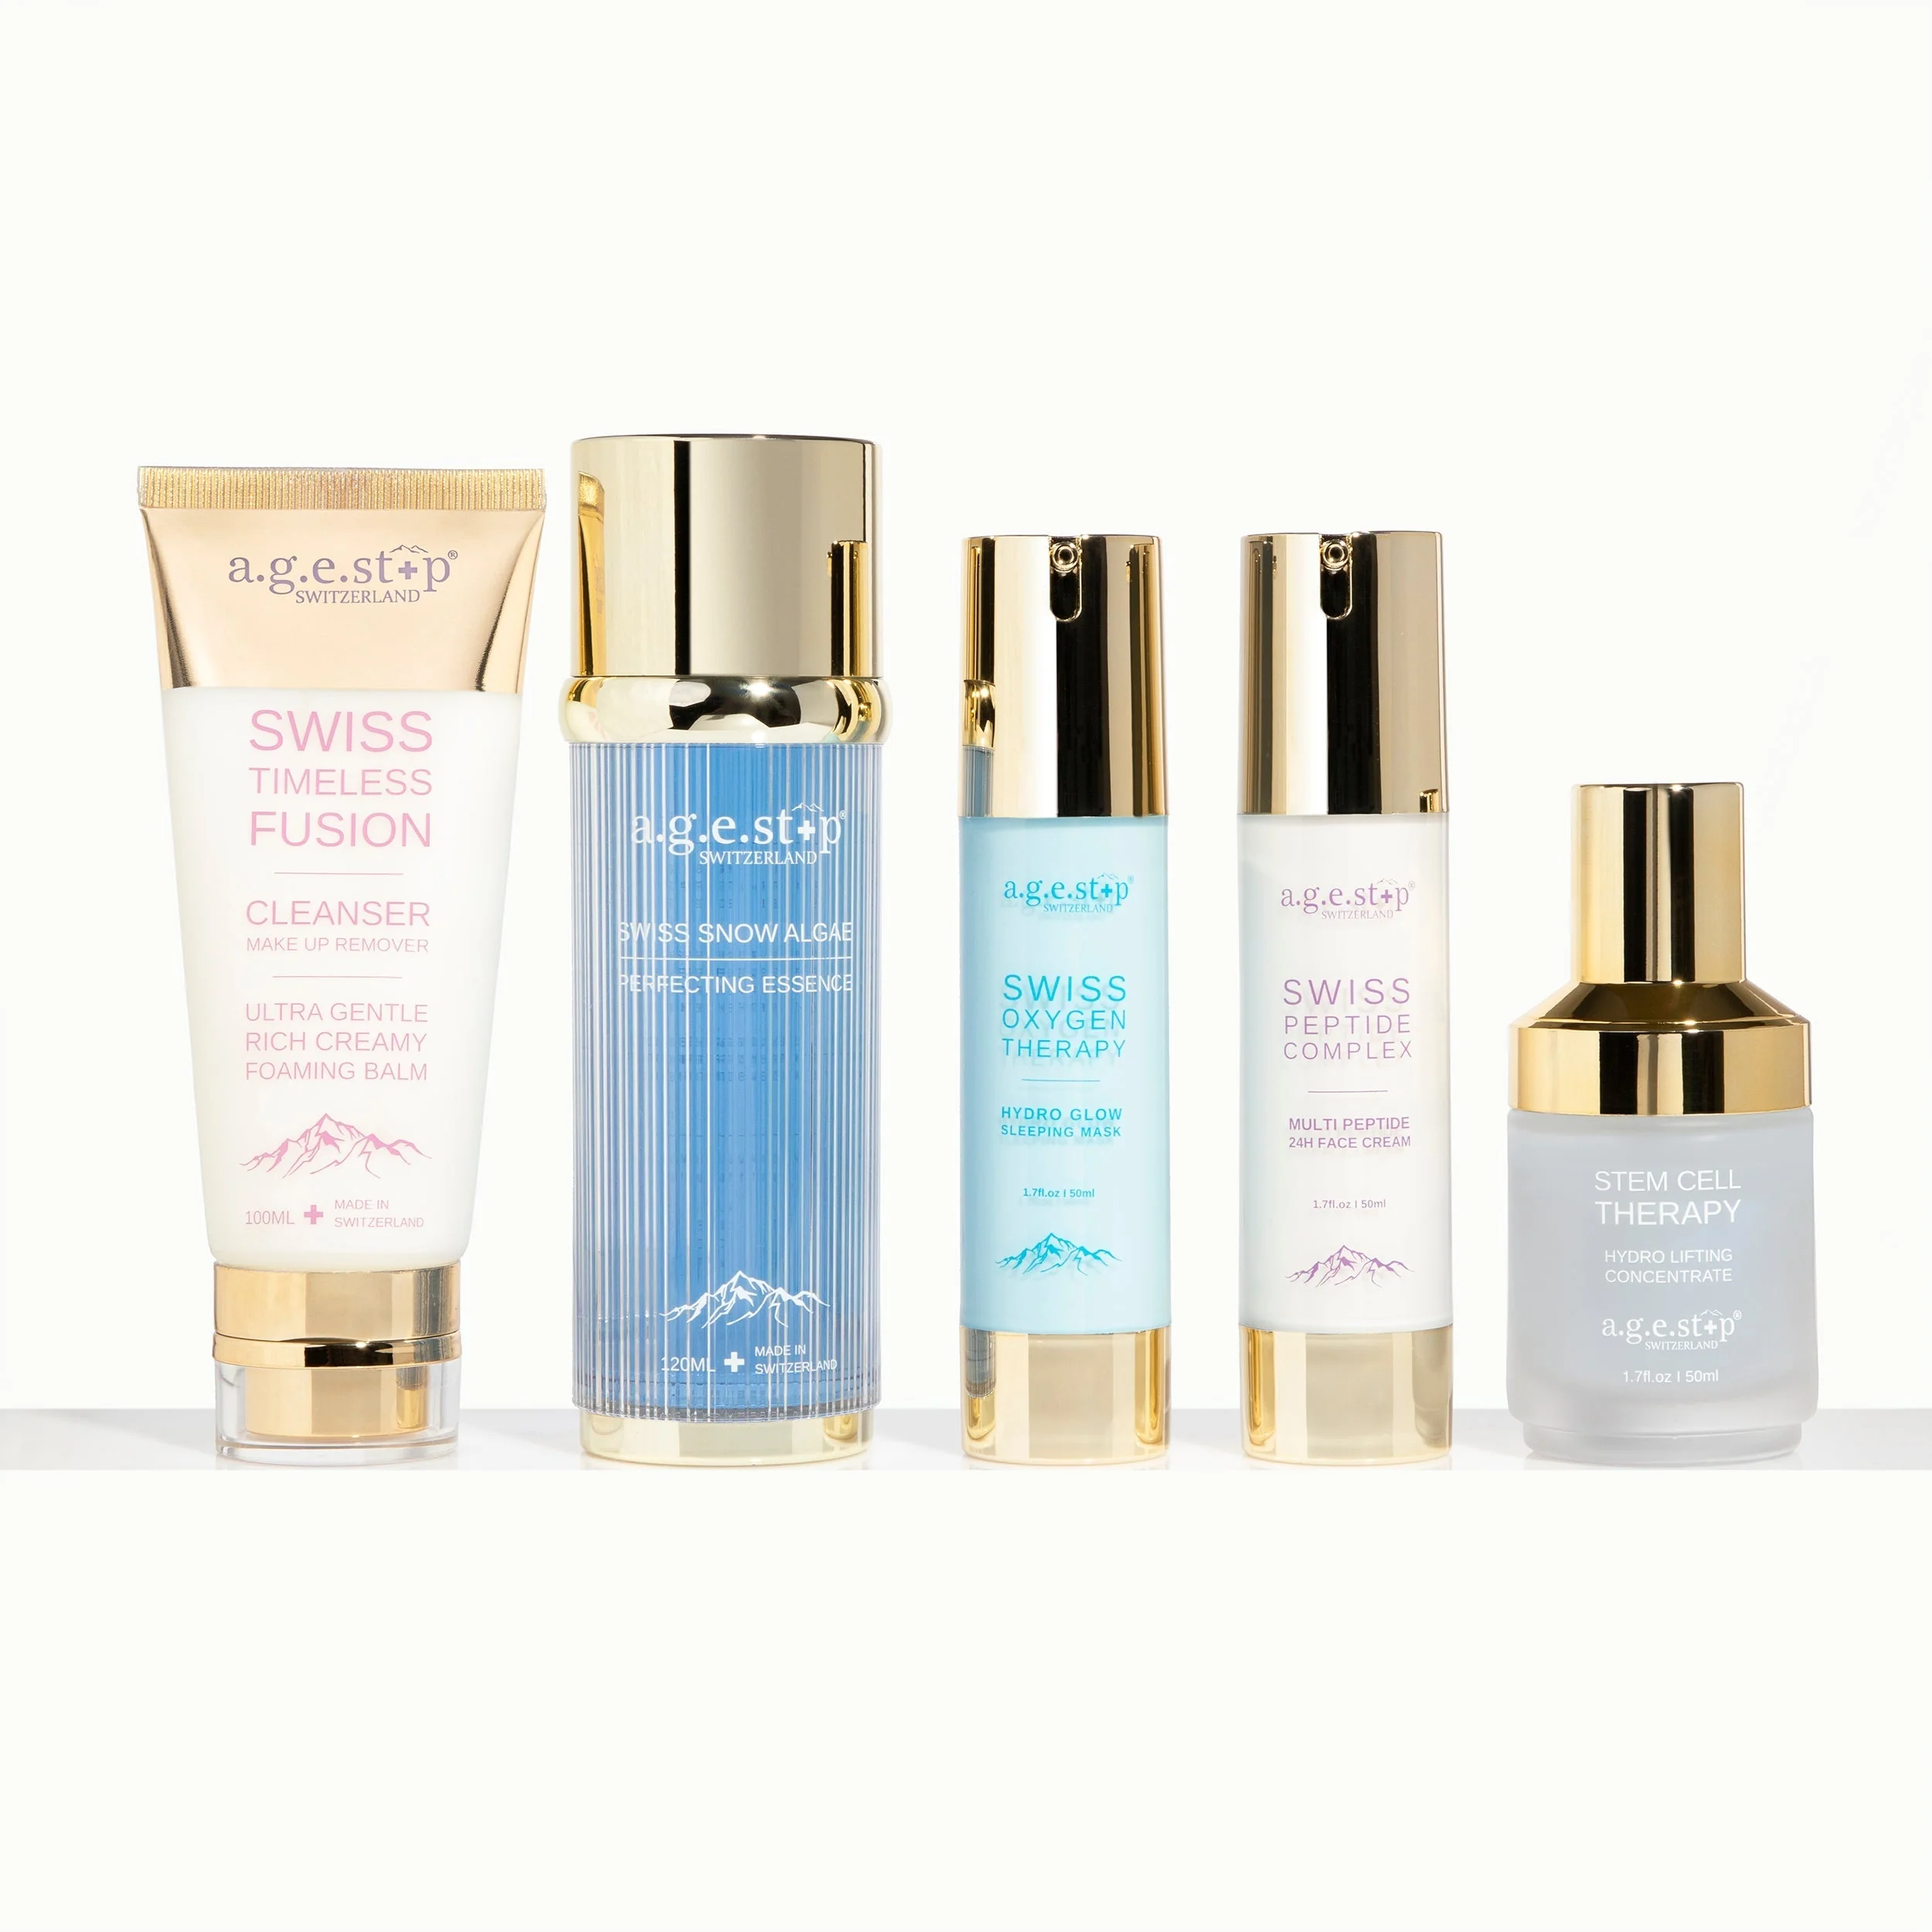 a.g.e.st+p®
SWITZERLAND
SWISS
TIMELESS
FUSION
CLEANSER
MAKE UP REMOVER
ULTRA GENTLE
RICH CREAMY
FOAMING BALM
100ML + MADE IN
SWITZERLAND
a.g.e.st+p®
SWITZERLAND
SWISS SNOW ALGAE
PERFECTING ESSENCE
120ML + MADE IN
SWITZERLAND
a.g.e.st+p®
SWITZERLAND
SWISS
OXYGEN
THERAPY
HYDRO GLOW
SLEEPING MASK
1.7fl.oz I 50ml
a.g.e.st+p®
SWITZERLAND
SWISS
PEPTIDE
COMPLEX
MULTI PEPTIDE
24H FACE CREAM
1.7fl.oz I 50ml
STEM CELL
THERAPY
HYDRO LIFTING
CONCENTRATE
a.g.e.st+p®
SWITZERLAND
1.7fl.oz I 50ml